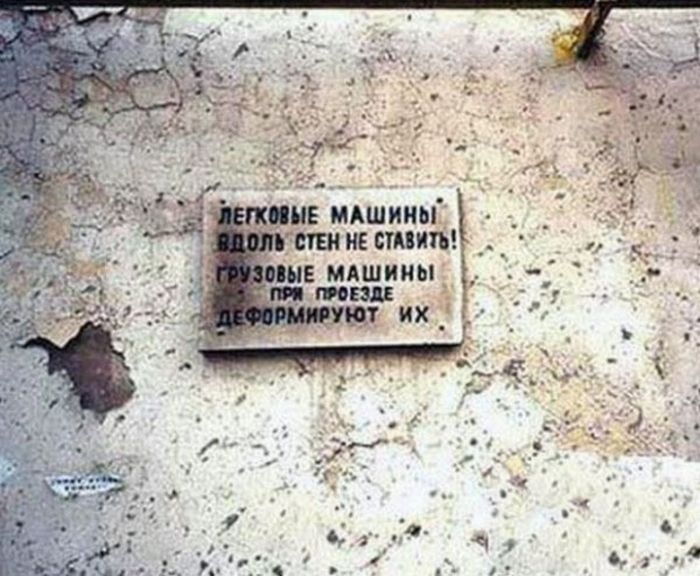 ЛЕГКОВЫЕ МАШИНЫ
ВДОЛЬ СТЕН НЕ СТАВИТЬ!
ГРУЗОВЫЕ МАШИНЫ
ПРИ ПРОЕЗДЕ
ДЕФОРМИРУЮТ ИХ